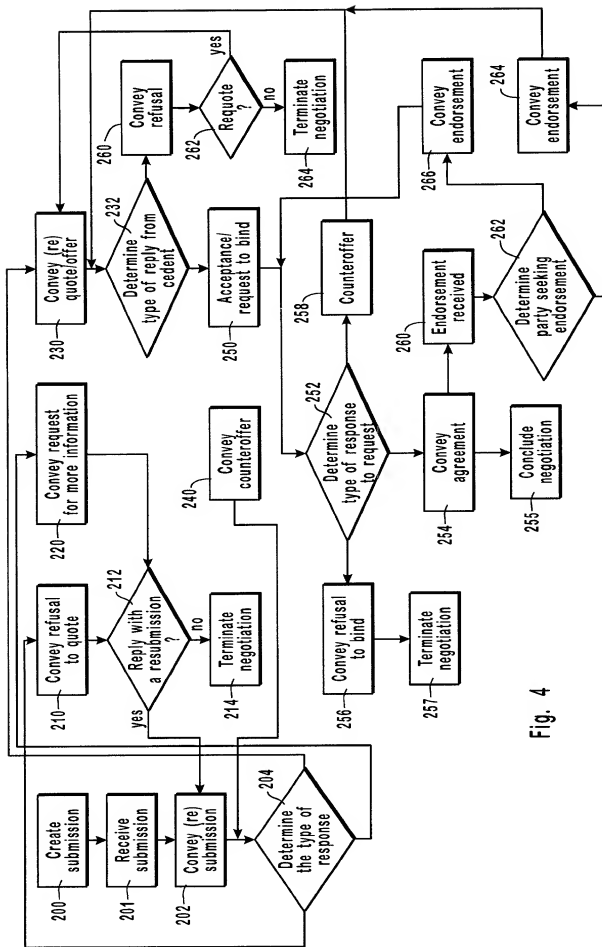 200
Create
submission
201
Receive
submission
202
Convey (re)
submission
204
Determine
the type of
response
210
Convey refusal
to quote
212
Reply with
a resubmission
?
yes
no
214
Terminate
negotiation
220
Convey request
for more information
240
Convey
counteroffer
230
Convey (re)
quote/offer
232
Determine
type of reply from
cedent
260
Convey
refusal
262
Requote
?
yes
no
264
Terminate
negotiation
250
Acceptance/
request to bind
252
Determine
type of response
to request
258
Counteroffer
256
Convey refusal
to bind
257
Terminate
negotiation
254
Convey
agreement
255
Conclude
negotiation
260
Endorsement
received
262
Determine
party seeking
endorsement
266
Convey
endorsement
264
Convey
endorsement
Fig. 4